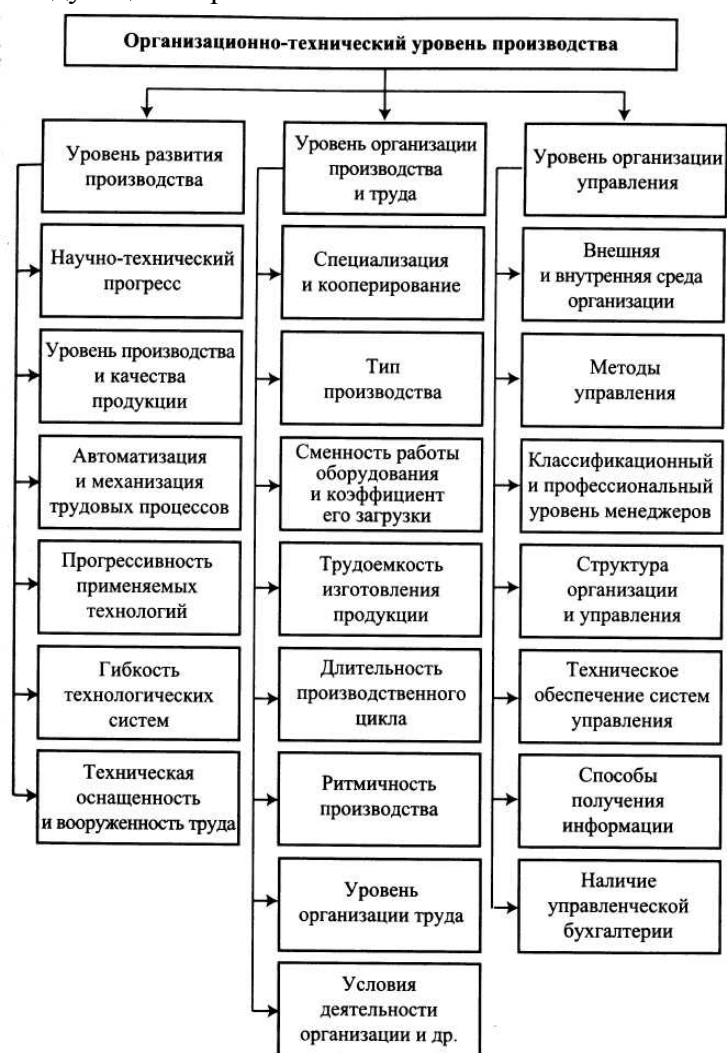 Организационно-технический уровень производства
Уровень развития
производства
Научно-технический
прогресс
Уровень производства
и качества
продукции
Автоматизация
и механизация
трудовых процессов
Прогрессивность
применяемых
технологий
Гибкость
технологических
систем
Техническая
оснащенность
и вооруженность труда
Уровень организации
производства
и труда
Специализация
и кооперирование
Тип
производства
Сменность работы
оборудования
и коэффициент
его загрузки
Трудоемкость
изготовления
продукции
Длительность
производственного
цикла
Ритмичность
производства
Уровень
организации труда
Условия
деятельности
организации и др.
Уровень организации
управления
Внешняя
и внутренняя среда
организации
Методы
управления
Классификационный
и профессиональный
уровень менеджеров
Структура
организации
и управления
Техническое
обеспечение систем
управления
Способы
получения
информации
Наличие
управленческой
бухгалтерии